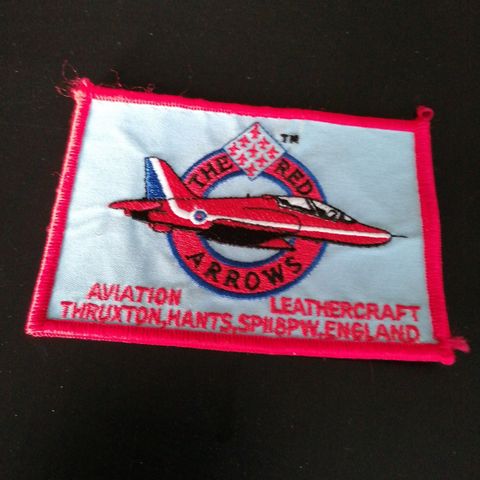 THE RED
ARROWS
TM
AVIATION LEATHERCRAFT
THRUXTON,HANTS,SP118PW,ENGLAND